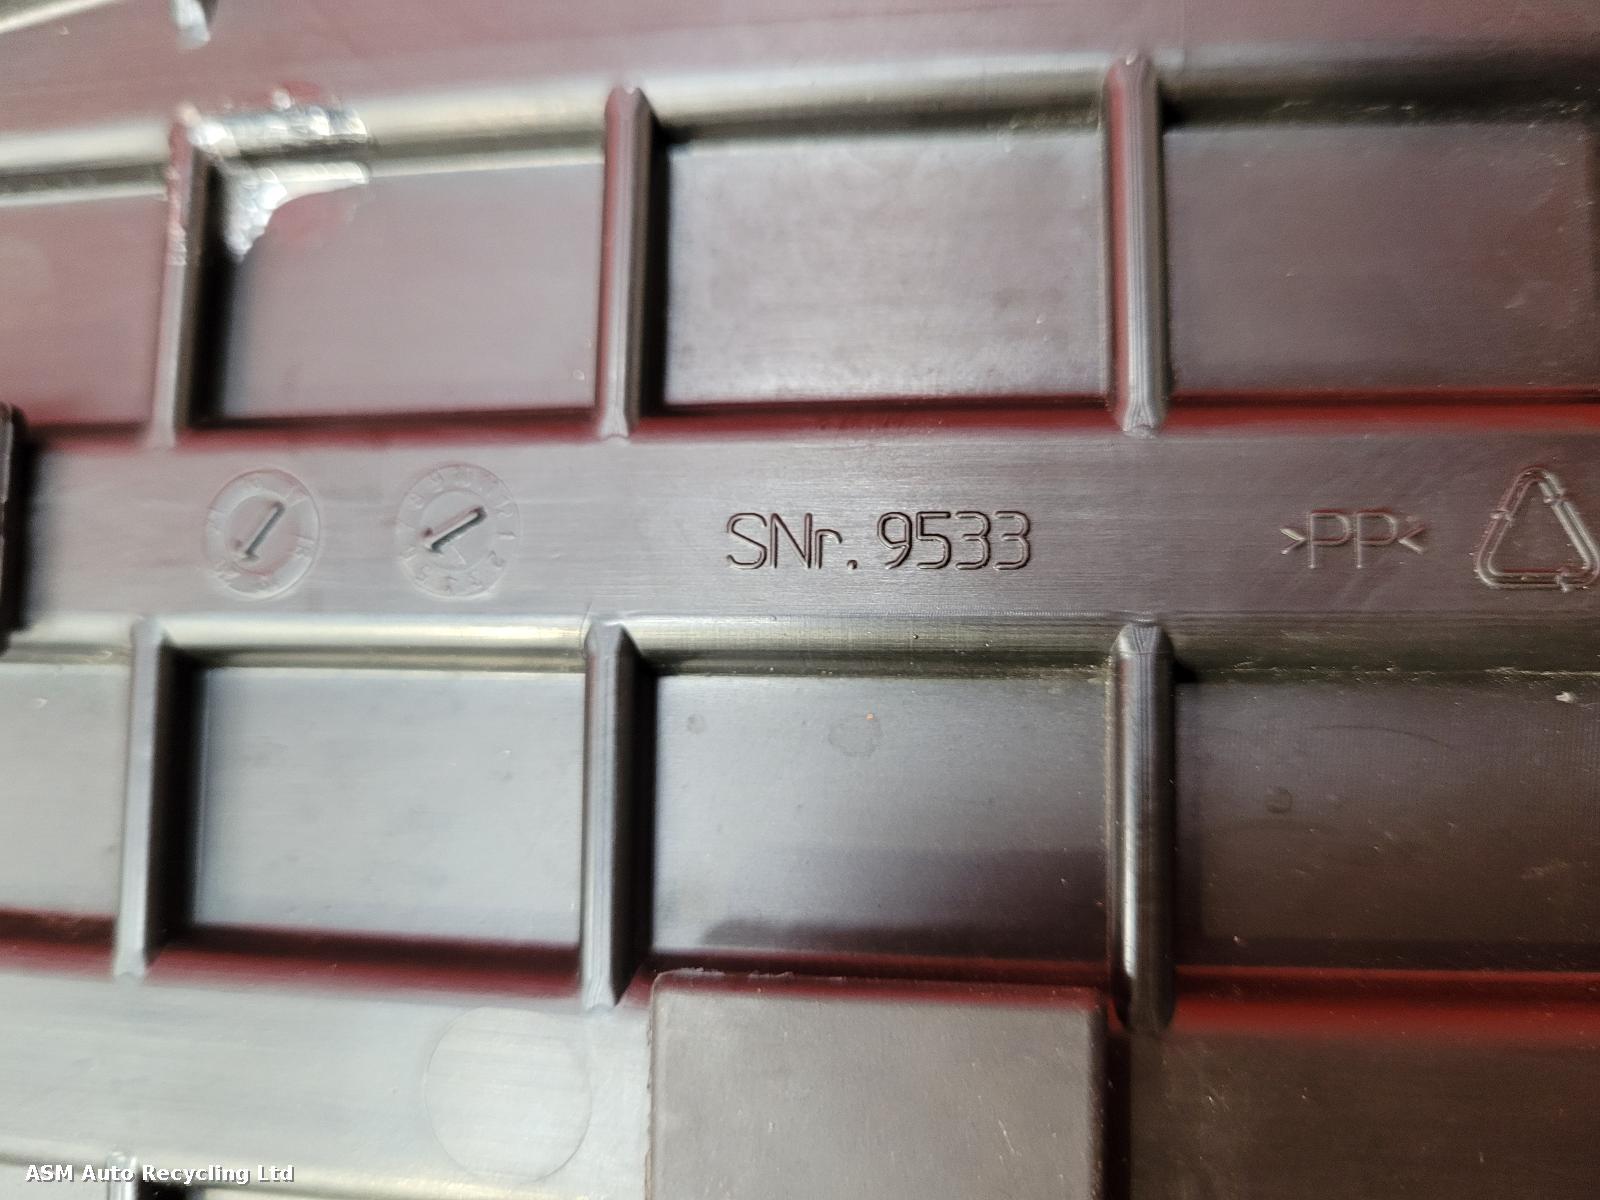 SNr. 9533
>PP<
ASM Auto Recycling Ltd